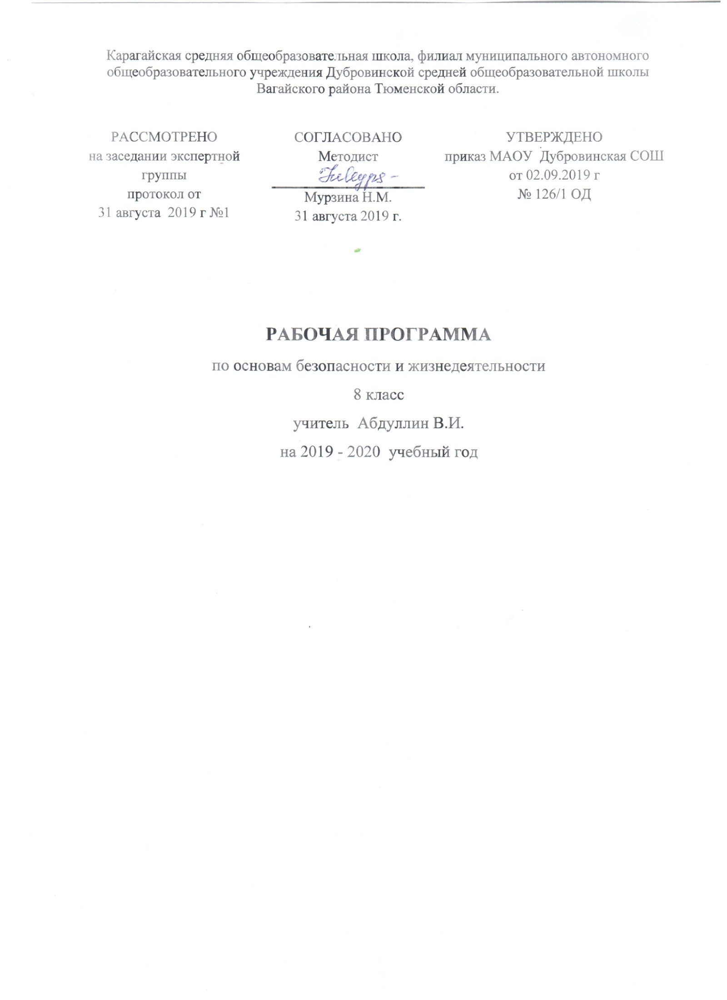 Карагайская средняя общеобразовательная школа, филиал муниципального автономного
общеобразовательного учреждения Дубровинской средней общеобразовательной школы
Вагайского района Тюменской области.
РАССМОТРЕНО
на заседании экспертной
группы
протокол от
31 августа 2019 г №1
СОГЛАСОВАНО
Методист
Мурзина Н.М.
31 августа 2019 г.
УТВЕРЖДЕНО
приказ МАОУ Дубровинская СОШ
от 02.09.2019 г
№ 126/1 ОД
РАБОЧАЯ ПРОГРАММА
по основам безопасности и жизнедеятельности
8 класс
учитель Абдуллин В.И.
на 2019 - 2020 учебный год